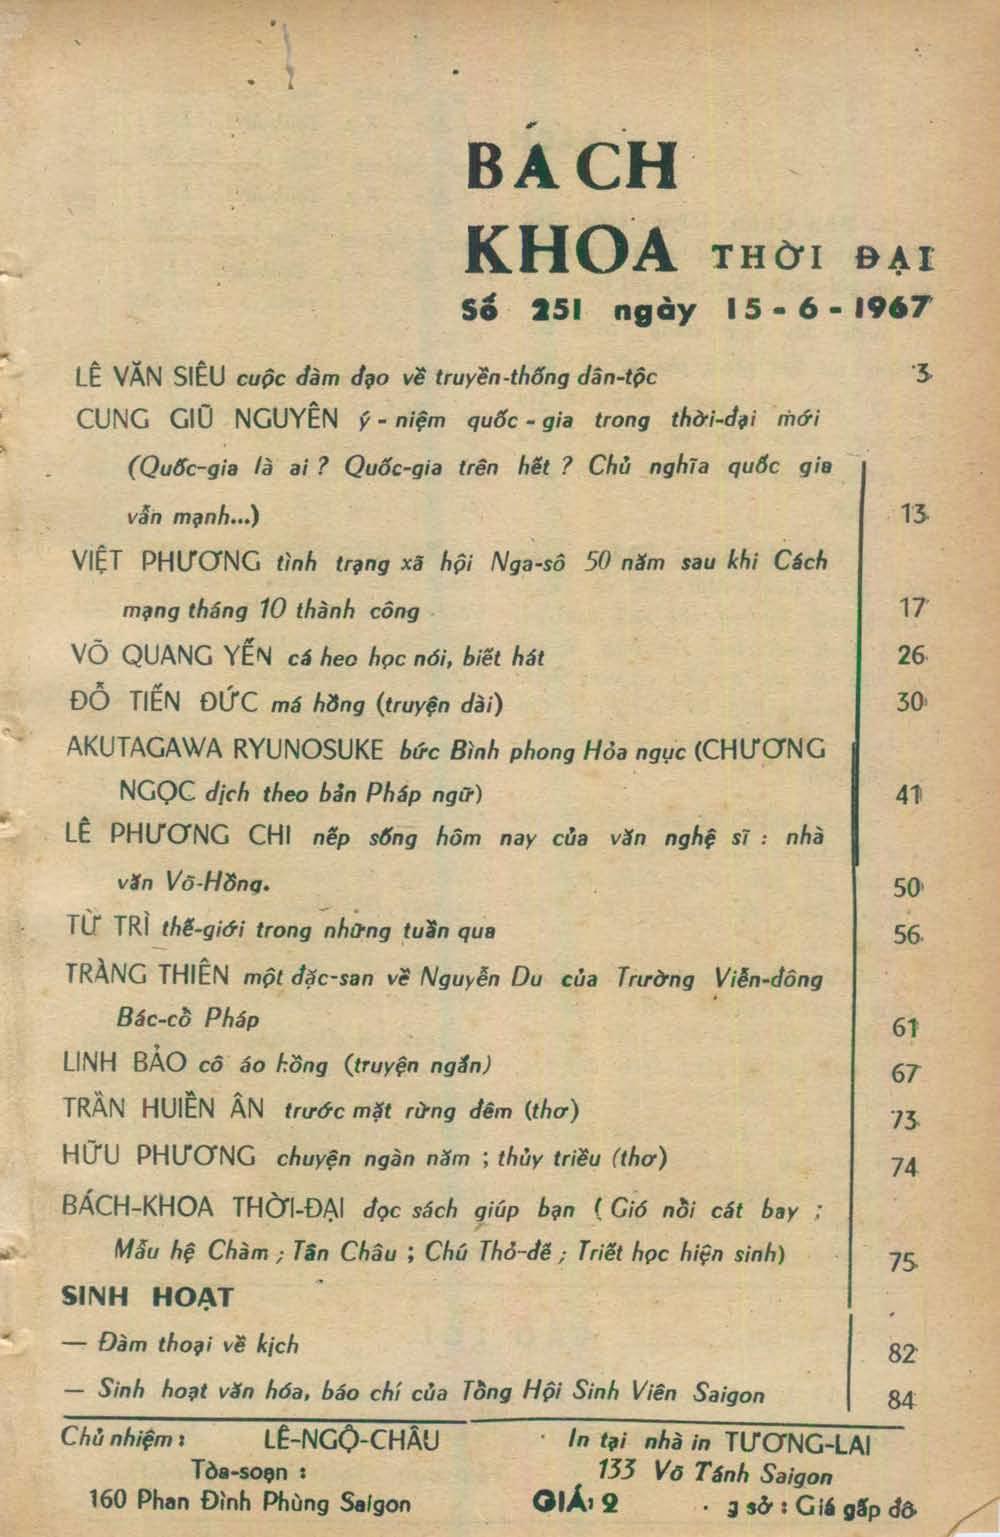 BÁCH
KHOA THỜI ĐẠI
Số 251 ngày 15-6-1967
LÊ VĂN SIÊU cuộc đàm đạo về truyền-thống dân-tộc 3
CUNG GIŨ NGUYÊN ý-niệm quốc-gia trong thời-đại mới
(Quốc-gia là ai ? Quốc-gia trên hết ? Chủ nghĩa quốc gia
vẫn mạnh...) 13
VIỆT PHƯƠNG tình trạng xã hội Nga-sô 50 năm sau khi Cách
mạng tháng 10 thành công 17
VÕ QUANG YẾN cá heo học nói, biết hát 26
ĐỖ TIẾN ĐỨC má hồng (truyện dài) 30
AKUTAGAWA RYUNOSUKE bức Bình phong Hỏa ngục (CHƯƠNG
NGỌC dịch theo bản Pháp ngữ) 41
LÊ PHƯƠNG CHI nếp sống hôm nay của văn nghệ sĩ : nhà
văn Võ-Hồng. 50
TỪ TRÌ thế-giới trong những tuần qua 56
TRÀNG THIÊN một đặc-san về Nguyễn Du của Trường Viễn-đông
Bác-cồ Pháp 61
LINH BẢO cô áo hồng (truyện ngắn) 67
TRẦN HUIỀN ÂN trước mặt rừng đêm (thơ) 73
HỮU PHƯƠNG chuyện ngàn năm ; thủy triều (thơ) 74
BÁCH-KHOA THỜI-ĐẠI đọc sách giúp bạn ( Gió nồi cát bay ;
Mẫu hệ Chàm ; Tân Châu ; Chú Thỏ-đế ; Triết học hiện sinh) 75
SINH HOẠT
— Đàm thoại về kịch 82
— Sinh hoạt văn hóa, báo chí của Tồng Hội Sinh Viên Saigon 84
Chủ nhiệm : LÊ-NGỘ-CHÂU
Tòa-soạn :
160 Phan Đình Phùng Saigon
In tại nhà in TƯƠNG-LAI
133 Võ Tánh Saigon
GIÁ: 2 sở : Giá gấp đô